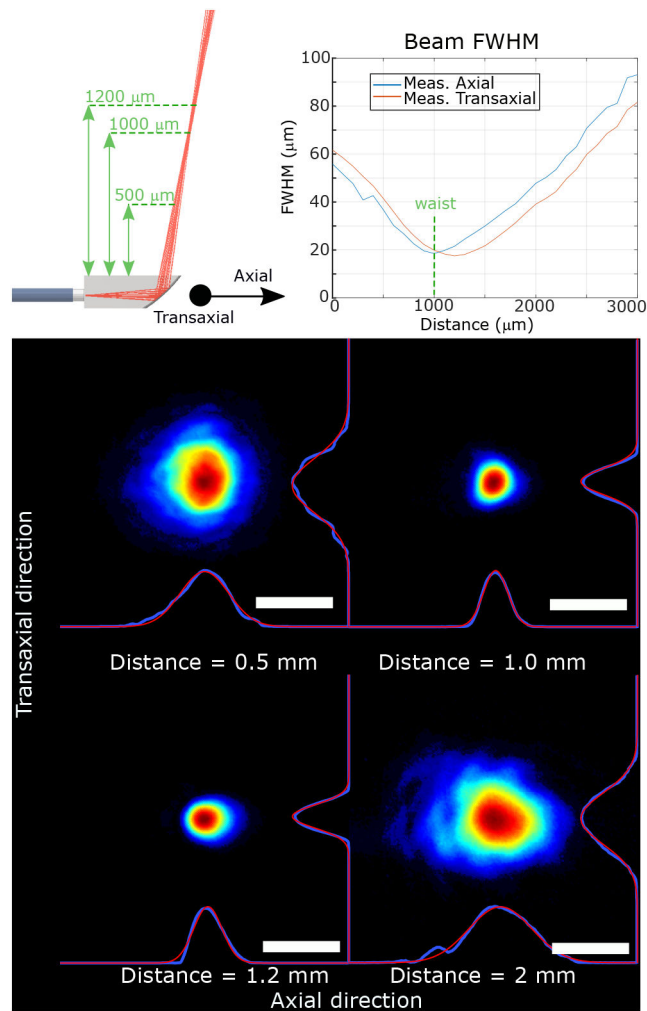 1200 μm
1000 μm
500 μm
Axial
Transaxial
Beam FWHM
Meas. Axial
Meas. Transaxial
waist
FWHM (μm)
100
80
60
40
20
0
0
1000
2000
3000
Distance (μm)
Transaxial direction
Distance = 0.5 mm
Distance = 1.0 mm
Distance = 1.2 mm
Distance = 2 mm
Axial direction